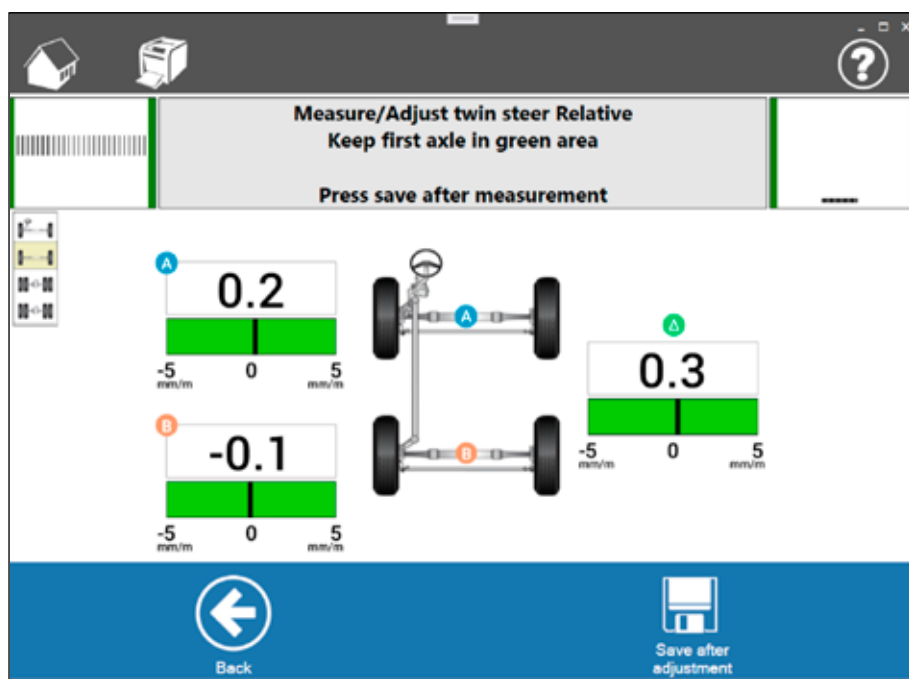 ?
Measure/Adjust twin steer Relative
Keep first axle in green area
Press save after measurement
-----
A
0.2
-5 0 5
mm/m mm/m
A
Δ
0.3
-5 0 5
mm/m mm/m
B
-0.1
-5 0 5
mm/m mm/m
B
Back
Save after
adjustment